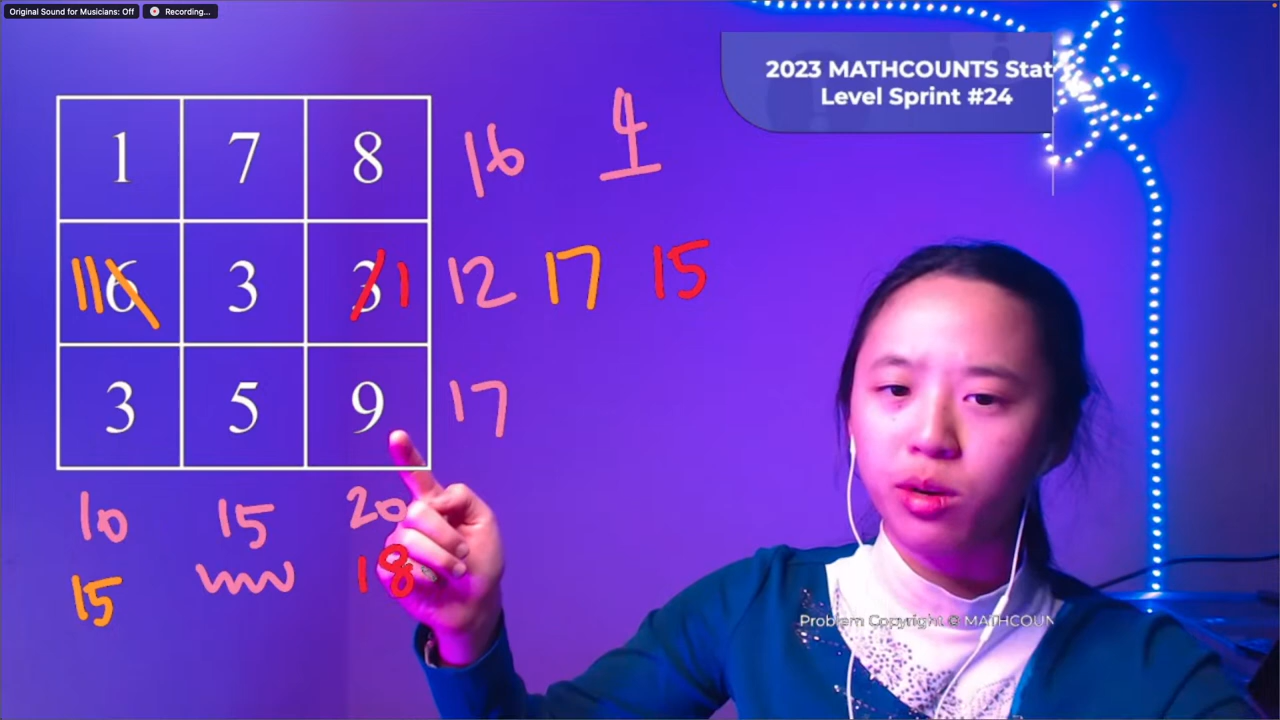 Original Sound for Musicians: Off Recording...
2023 MATHCOUNTS Stat
Level Sprint #24
1 7 8 16 4
11 6 3 3 1 12 17 15
3 5 9 17
10 15 20
15 18
Problem Copyright © MATHCOUN